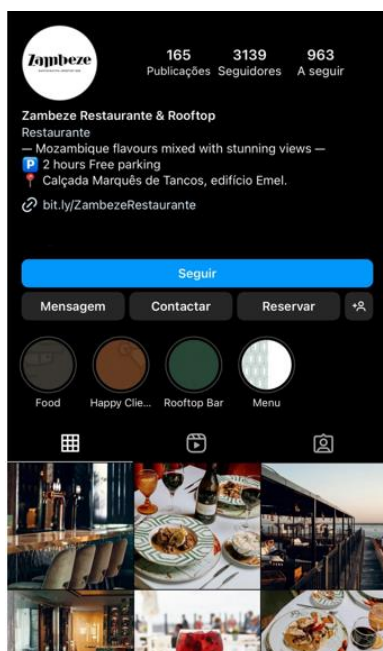 Zambeze
165 3139 963
Publicações Seguidores A seguir
Zambeze Restaurante & Rooftop
Restaurante
— Mozambique flavours mixed with stunning views —
🅿️ 2 hours Free parking
📍 Calçada Marquês de Tancos, edifício Emel.
bit.ly/ZambezeRestaurante
Seguir
Mensagem Contactar Reservar
Food Happy Clie... Rooftop Bar Menu